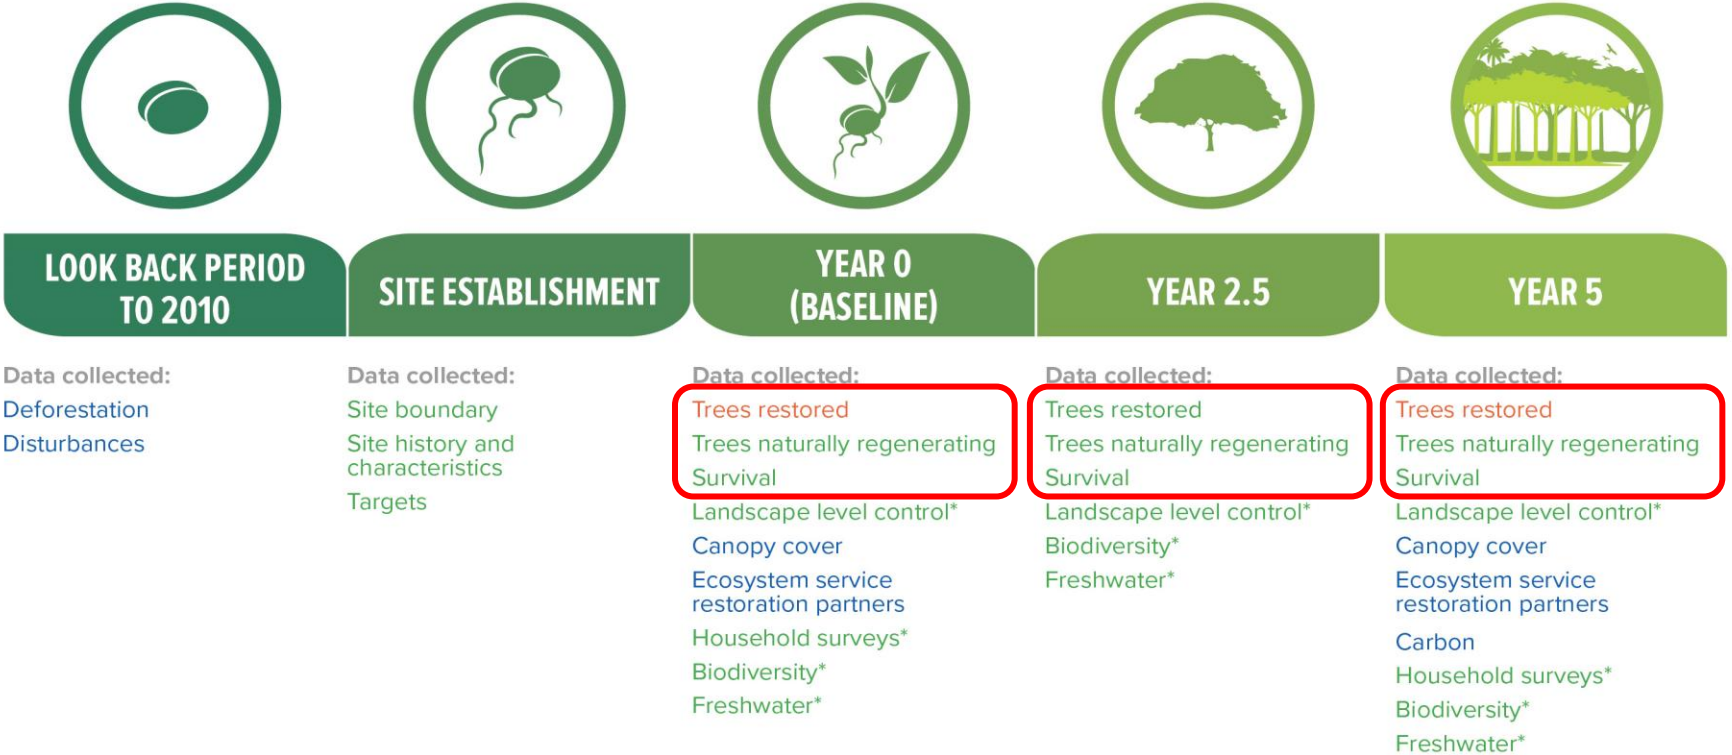 LOOK BACK PERIOD
TO 2010
SITE ESTABLISHMENT
YEAR 0
(BASELINE)
YEAR 2.5
YEAR 5
Data collected:
Deforestation
Disturbances
Data collected:
Site boundary
Site history and
characteristics
Targets
Data collected:
Trees restored
Trees naturally regenerating
Survival
Landscape level control*
Canopy cover
Ecosystem service
restoration partners
Household surveys*
Biodiversity*
Freshwater*
Data collected:
Trees restored
Trees naturally regenerating
Survival
Landscape level control*
Biodiversity*
Freshwater*
Data collected:
Trees restored
Trees naturally regenerating
Survival
Landscape level control*
Canopy cover
Ecosystem service
restoration partners
Carbon
Household surveys*
Biodiversity*
Freshwater*